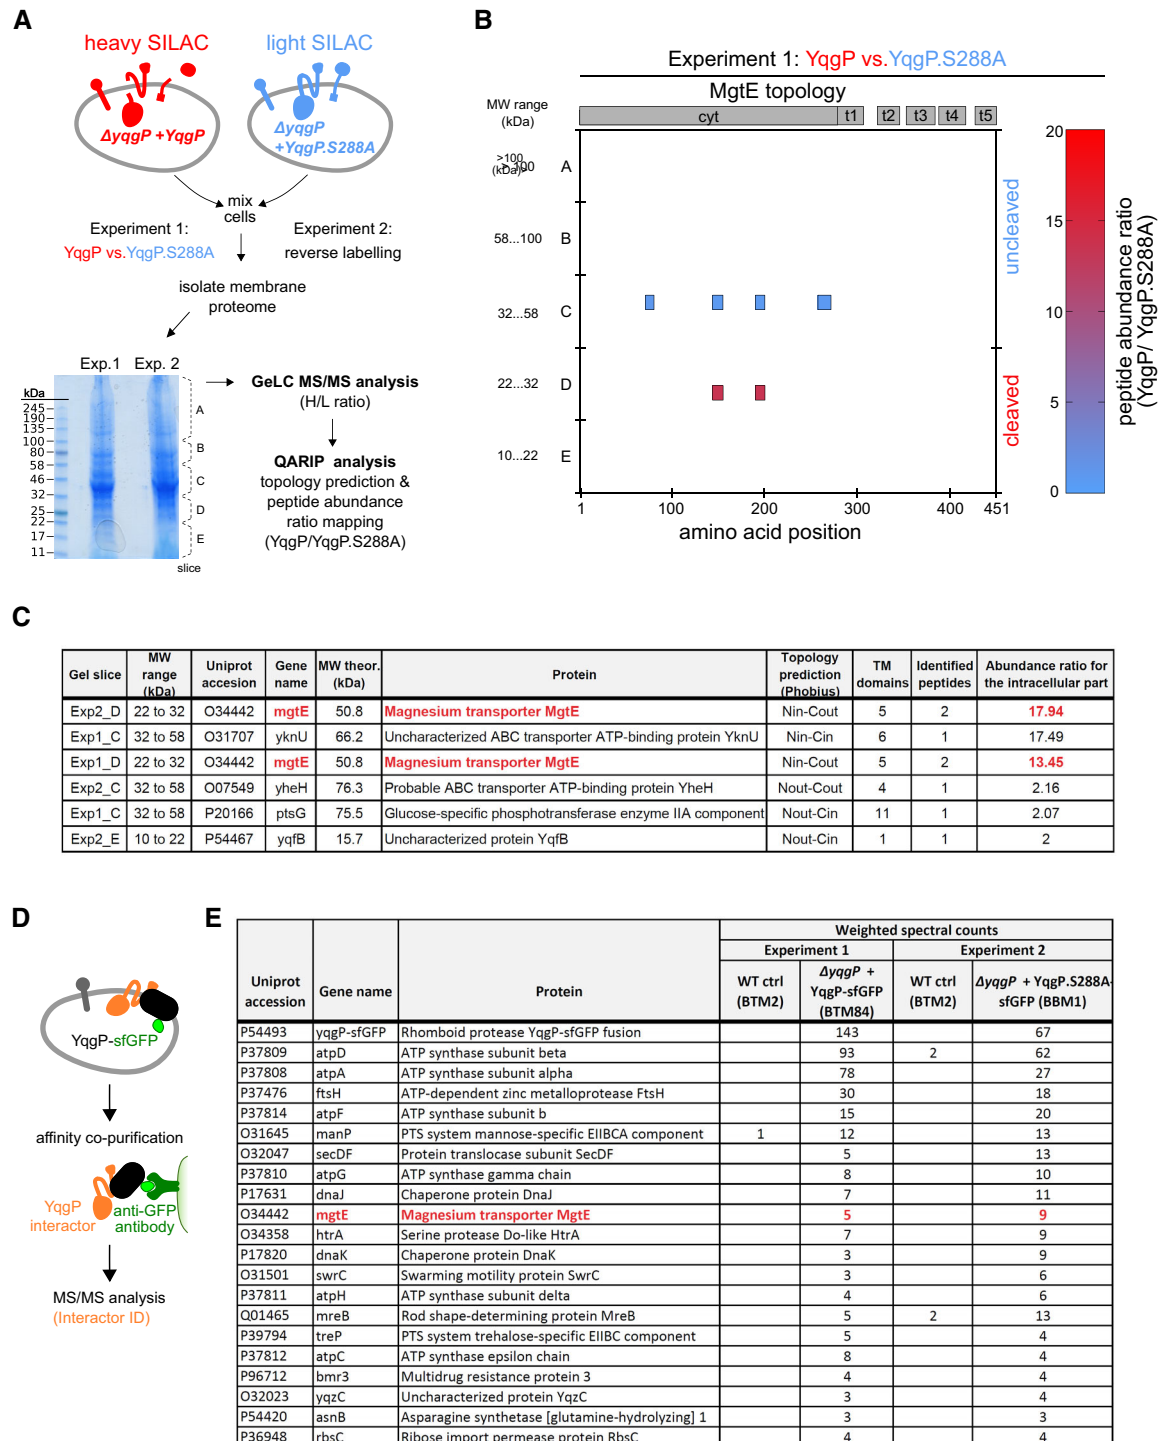 A
heavy SILAC
light SILAC
ΔyqgP +YqgP
ΔyqgP
+YqgP.S288A
mix
cells
Experiment 1:
YqgP vs.YqgP.S288A
Experiment 2:
reverse labelling
isolate membrane
proteome
Exp.1 Exp. 2
kDa
245
190
135
100
80
58
46
32
25
22
17
11
A
B
C
D
E
slice
GeLC MS/MS analysis
(H/L ratio)
QARIP analysis
topology prediction &
peptide abundance
ratio mapping
(YqgP/YqgP.S288A)
B
Experiment 1: YqgP vs.YqgP.S288A
MgtE topology
MW range
(kDa)
cyt t1 t2 t3 t4 t5
>100
(kDa)
>100 A
58...100 B
32...58 C
22...32 D
10...22 E
uncleaved
cleaved
1 100 200 300 400 451
amino acid position
20
15
10
5
0
peptide abundance ratio
(YqgP/ YqgP.S288A)
C
Gel slice | MW range (kDa) | Uniprot accesion | Gene name | MW theor. (kDa) | Protein | Topology prediction (Phobius) | TM domains | Identified peptides | Abundance ratio for the intracellular part
Exp2_D | 22 to 32 | O34442 | mgtE | 50.8 | Magnesium transporter MgtE | Nin-Cout | 5 | 2 | 17.94
Exp1_C | 32 to 58 | O31707 | yknU | 66.2 | Uncharacterized ABC transporter ATP-binding protein YknU | Nin-Cin | 6 | 1 | 17.49
Exp1_D | 22 to 32 | O34442 | mgtE | 50.8 | Magnesium transporter MgtE | Nin-Cout | 5 | 2 | 13.45
Exp2_C | 32 to 58 | O07549 | yheH | 76.3 | Probable ABC transporter ATP-binding protein YheH | Nout-Cout | 4 | 1 | 2.16
Exp1_C | 32 to 58 | P20166 | ptsG | 75.5 | Glucose-specific phosphotransferase enzyme IIA component | Nout-Cin | 11 | 1 | 2.07
Exp2_E | 10 to 22 | P54467 | yqfB | 15.7 | Uncharacterized protein YqfB | Nout-Cin | 1 | 1 | 2
D
YqgP-sfGFP
affinity co-purification
YqgP
interactor
anti-GFP
antibody
MS/MS analysis
(Interactor ID)
E
Weighted spectral counts
Experiment 1 | Experiment 2
Uniprot accession | Gene name | Protein | WT ctrl (BTM2) | ΔyqgP + YqgP-sfGFP (BTM84) | WT ctrl (BTM2) | ΔyqgP + YqgP.S288A-sfGFP (BBM1)
P54493 | yqgP-sfGFP | Rhomboid protease YqgP-sfGFP fusion | | 143 | | 67
P37809 | atpD | ATP synthase subunit beta | | 93 | 2 | 62
P37808 | atpA | ATP synthase subunit alpha | | 78 | | 27
P37476 | ftsH | ATP-dependent zinc metalloprotease FtsH | | 30 | | 18
P37814 | atpF | ATP synthase subunit b | | 15 | | 20
O31645 | manP | PTS system mannose-specific EIIBCA component | 1 | 12 | | 13
O32047 | secDF | Protein translocase subunit SecDF | | 5 | | 13
P37810 | atpG | ATP synthase gamma chain | | 8 | | 10
P17631 | dnaJ | Chaperone protein DnaJ | | 7 | | 11
O34442 | mgtE | Magnesium transporter MgtE | | 5 | | 9
O34358 | htrA | Serine protease Do-like HtrA | | 7 | | 9
P17820 | dnaK | Chaperone protein DnaK | | 3 | | 9
O31501 | swrC | Swarming motility protein SwrC | | 3 | | 6
P37811 | atpH | ATP synthase subunit delta | | 4 | | 6
Q01465 | mreB | Rod shape-determining protein MreB | | 5 | 2 | 13
P39794 | treP | PTS system trehalose-specific EIIBC component | | 5 | | 4
P37812 | atpC | ATP synthase epsilon chain | | 8 | | 4
P96712 | bmr3 | Multidrug resistance protein 3 | | 4 | | 4
O32023 | yqzC | Uncharacterized protein YqzC | | 3 | | 4
P54420 | asnB | Asparagine synthetase [glutamine-hydrolyzing] 1 | | 3 | | 3
P36948 | rbsC | Ribose import permease protein RbsC | | 4 | | 4